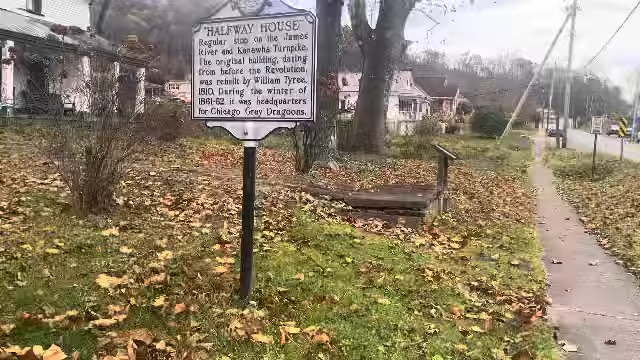 "HALFWAY HOUSE"
Regular stop on the James
River and Kanawha Turnpike.
The original building, dating
from before the Revolution,
was rebuilt by William Tyree,
1810. During the winter of
1861-62, it was headquarters
for Chicago Gray Dragoons.